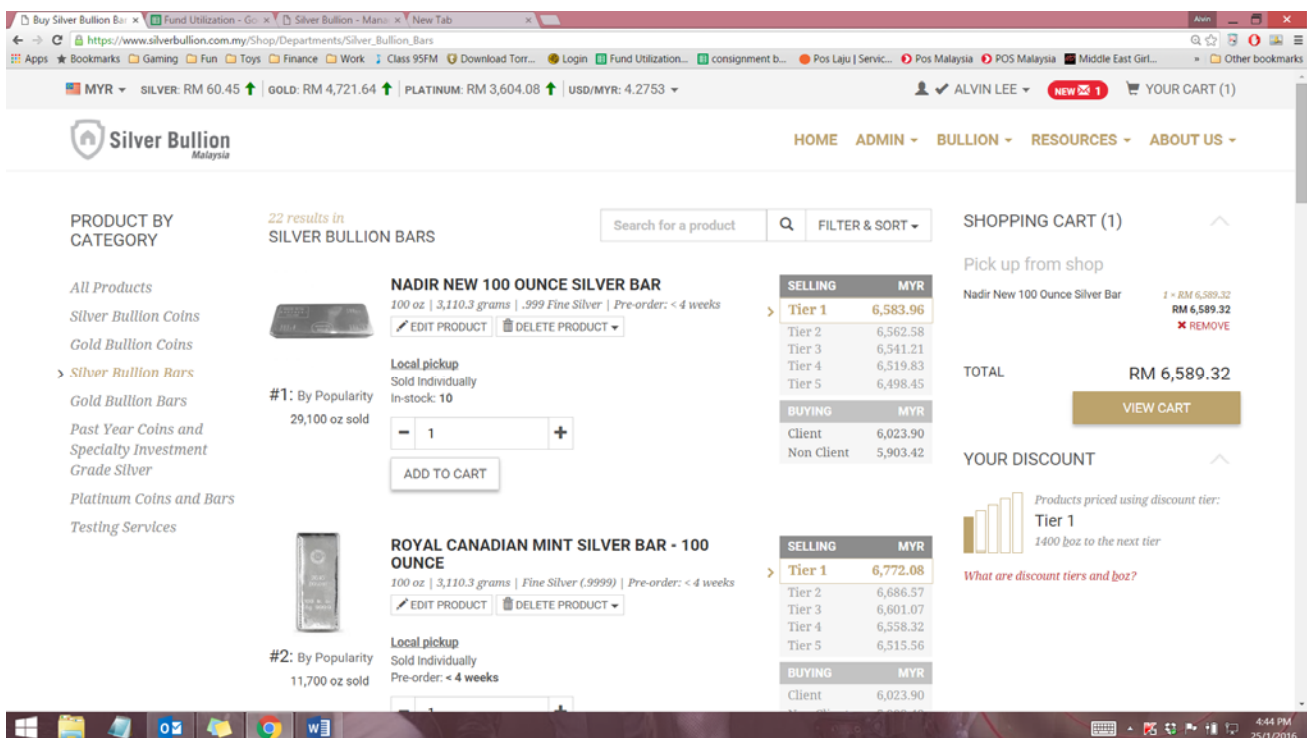 Buy Silver Bullion Bar
Fund Utilization - Go
Silver Bullion - Mana
New Tab
Alvin
https://www.silverbullion.com.my/Shop/Departments/Silver_Bullion_Bars
Apps Bookmarks Gaming Fun Toys Finance Work Class 95FM Download Torr... Login Fund Utilization... consignment b... Pos Laju | Servic... Pos Malaysia POS Malaysia Middle East Girl... » Other bookmarks
MYR SILVER: RM 60.45 GOLD: RM 4,721.64 PLATINUM: RM 3,604.08 USD/MYR: 4.2753
ALVIN LEE NEW 1 YOUR CART (1)
Silver Bullion
Malaysia
HOME ADMIN BULLION RESOURCES ABOUT US
PRODUCT BY
CATEGORY
All Products
Silver Bullion Coins
Gold Bullion Coins
Silver Bullion Bars
Gold Bullion Bars
Past Year Coins and
Specialty Investment
Grade Silver
Platinum Coins and Bars
Testing Services
22 results in
SILVER BULLION BARS
Search for a product
FILTER & SORT
NADIR NEW 100 OUNCE SILVER BAR
100 oz | 3,110.3 grams | .999 Fine Silver | Pre-order: < 4 weeks
EDIT PRODUCT DELETE PRODUCT
Local pickup
Sold Individually
In-stock: 10
#1: By Popularity
29,100 oz sold
1
ADD TO CART
SELLING MYR
Tier 1 6,583.96
Tier 2 6,562.58
Tier 3 6,541.21
Tier 4 6,519.83
Tier 5 6,498.45
BUYING MYR
Client 6,023.90
Non Client 5,903.42
ROYAL CANADIAN MINT SILVER BAR - 100
OUNCE
100 oz | 3,110.3 grams | Fine Silver (.9999) | Pre-order: < 4 weeks
EDIT PRODUCT DELETE PRODUCT
Local pickup
Sold Individually
Pre-order: < 4 weeks
#2: By Popularity
11,700 oz sold
SELLING MYR
Tier 1 6,772.08
Tier 2 6,686.57
Tier 3 6,601.07
Tier 4 6,558.32
Tier 5 6,515.56
BUYING MYR
Client 6,023.90
SHOPPING CART (1)
Pick up from shop
Nadir New 100 Ounce Silver Bar
1 × RM 6,589.32
RM 6,589.32
REMOVE
TOTAL RM 6,589.32
VIEW CART
YOUR DISCOUNT
Products priced using discount tier:
Tier 1
1400 boz to the next tier
What are discount tiers and boz?
4:44 PM
25/1/2016